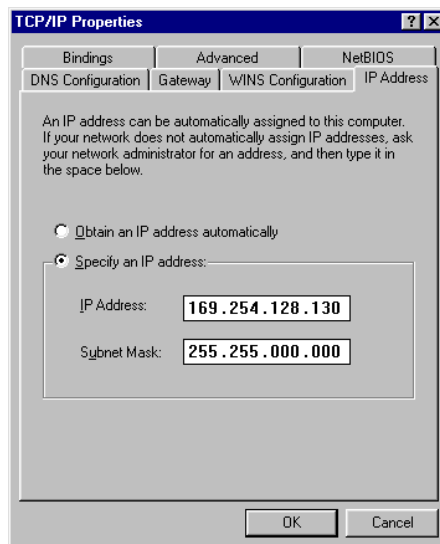 TCP/IP Properties
Bindings Advanced NetBIOS
DNS Configuration Gateway WINS Configuration IP Address
An IP address can be automatically assigned to this computer.
If your network does not automatically assign IP addresses, ask
your network administrator for an address, and then type it in
the space below.
Obtain an IP address automatically
Specify an IP address:
IP Address: 169.254.128.130
Subnet Mask: 255.255.000.000
OK Cancel